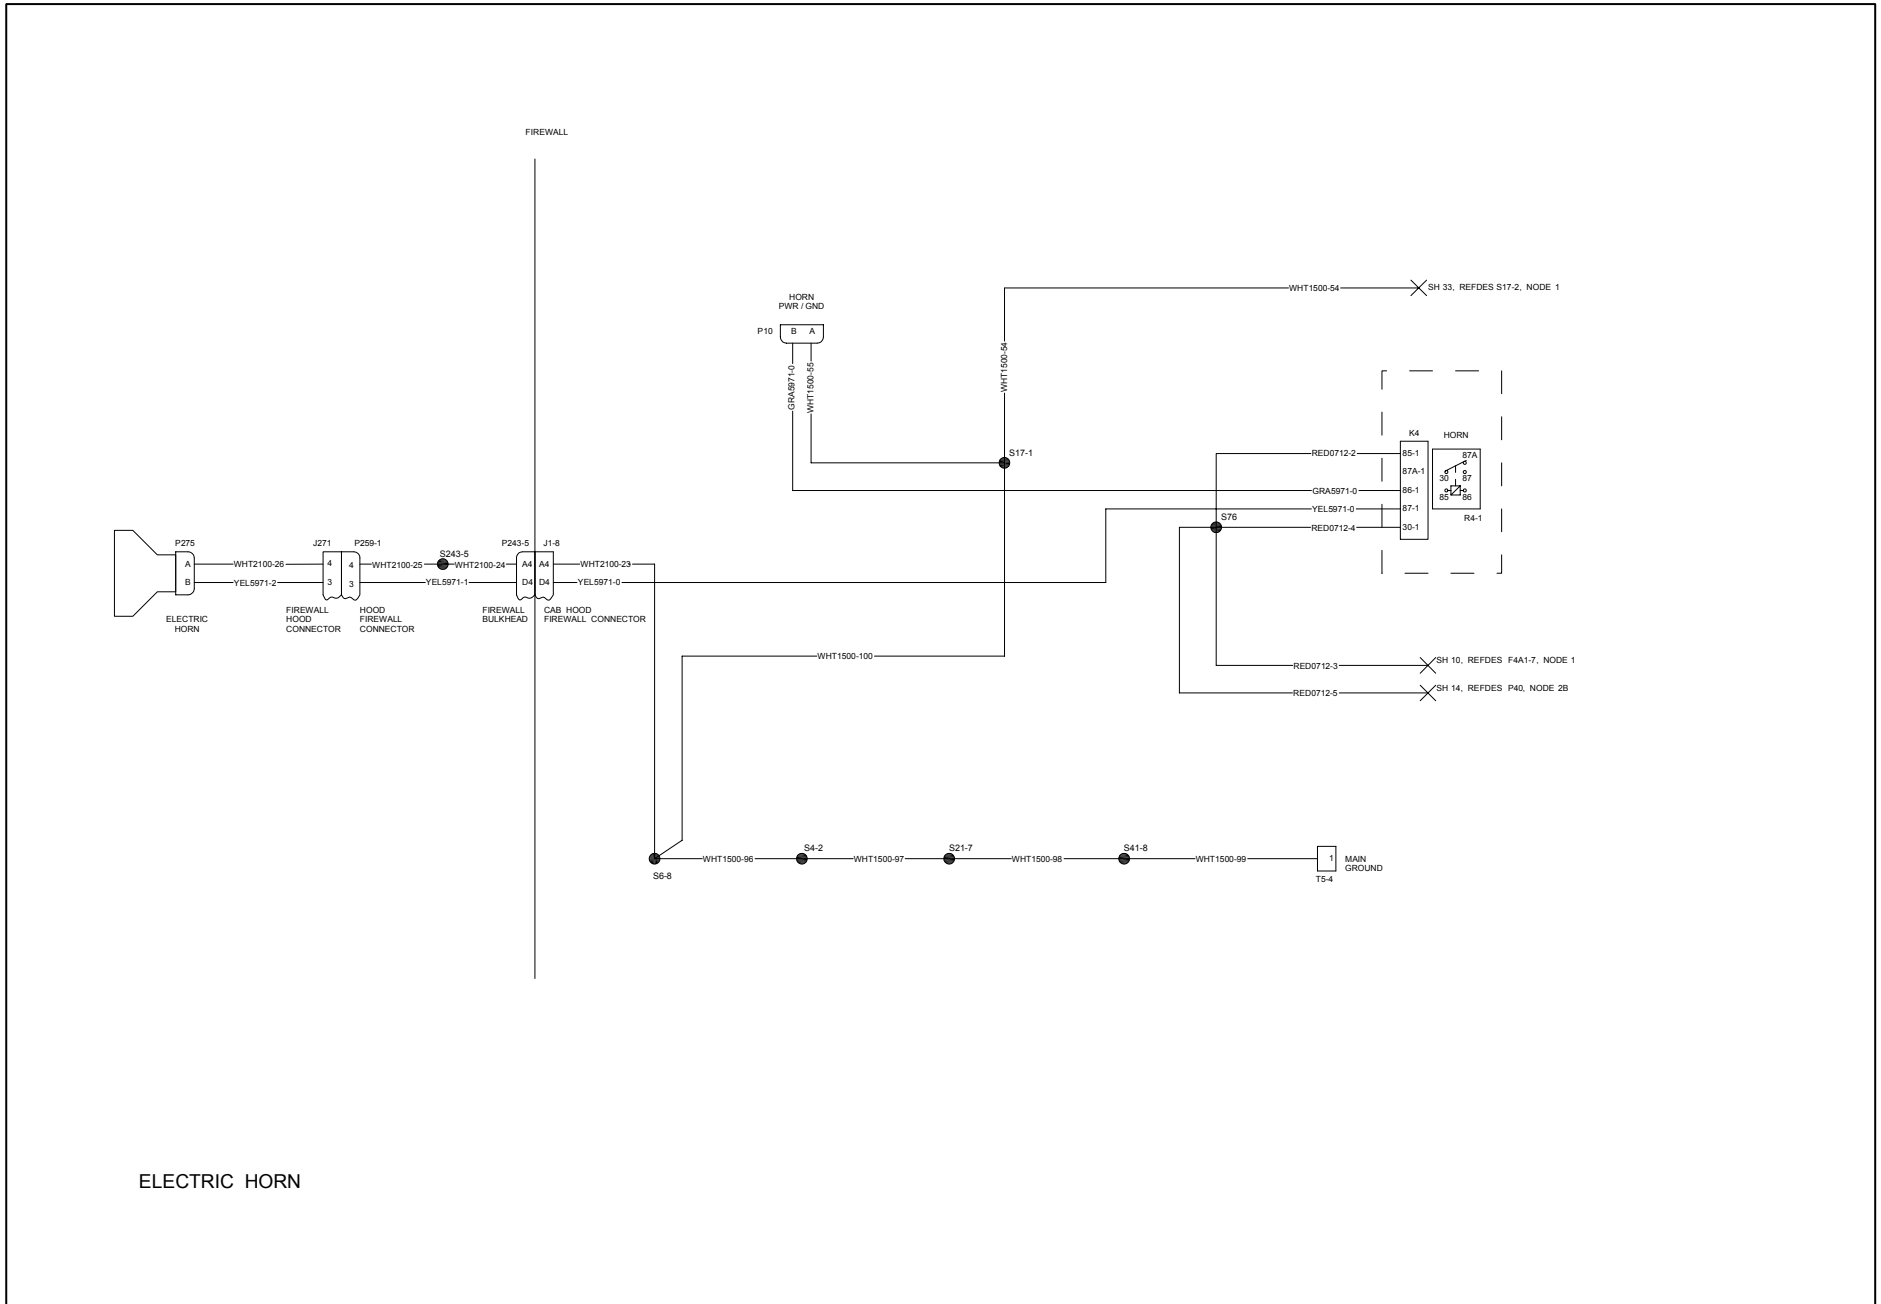 FIREWALL
HORN
PWR / GND
P10
B A
GRA5971-0
WHT1500-55
WHT1500-54
WHT1500-54
SH 33, REFDES S17-2, NODE 1
S17-1
K4
HORN
RED0712-2
85-1
87A-1
GRA5971-0
86-1
YEL5971-0
87-1
RED0712-4
30-1
87A
30
87
85
86
R4-1
S76
P275
A
B
ELECTRIC
HORN
WHT2100-26
YEL5971-2
J271
4
3
FIREWALL
HOOD
CONNECTOR
P259-1
4
3
HOOD
FIREWALL
CONNECTOR
WHT2100-25
S243-5
WHT2100-24
YEL5971-1
P243-5
A4
D4
FIREWALL
BULKHEAD
J1-8
A4
D4
CAB HOOD
FIREWALL CONNECTOR
WHT2100-23
YEL5971-0
WHT1500-100
RED0712-3
SH 10, REFDES F4A1-7, NODE 1
RED0712-5
SH 14, REFDES P40, NODE 2B
S6-8
WHT1500-96
S4-2
WHT1500-97
S21-7
WHT1500-98
S41-8
WHT1500-99
1
T5-4
MAIN
GROUND
ELECTRIC HORN